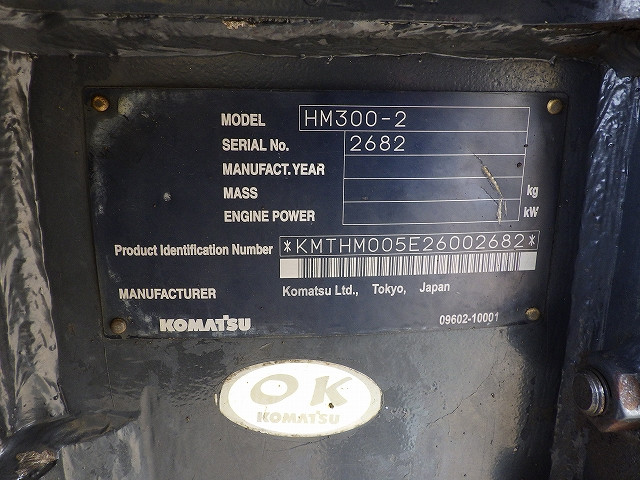 MODEL HM300-2
SERIAL No. 2682
MANUFACT. YEAR
MASS kg
ENGINE POWER kW
Product Identification Number *KMTHM005E26002682*
MANUFACTURER Komatsu Ltd., Tokyo, Japan
KOMATSU 09602-10001
OK
KOMATSU